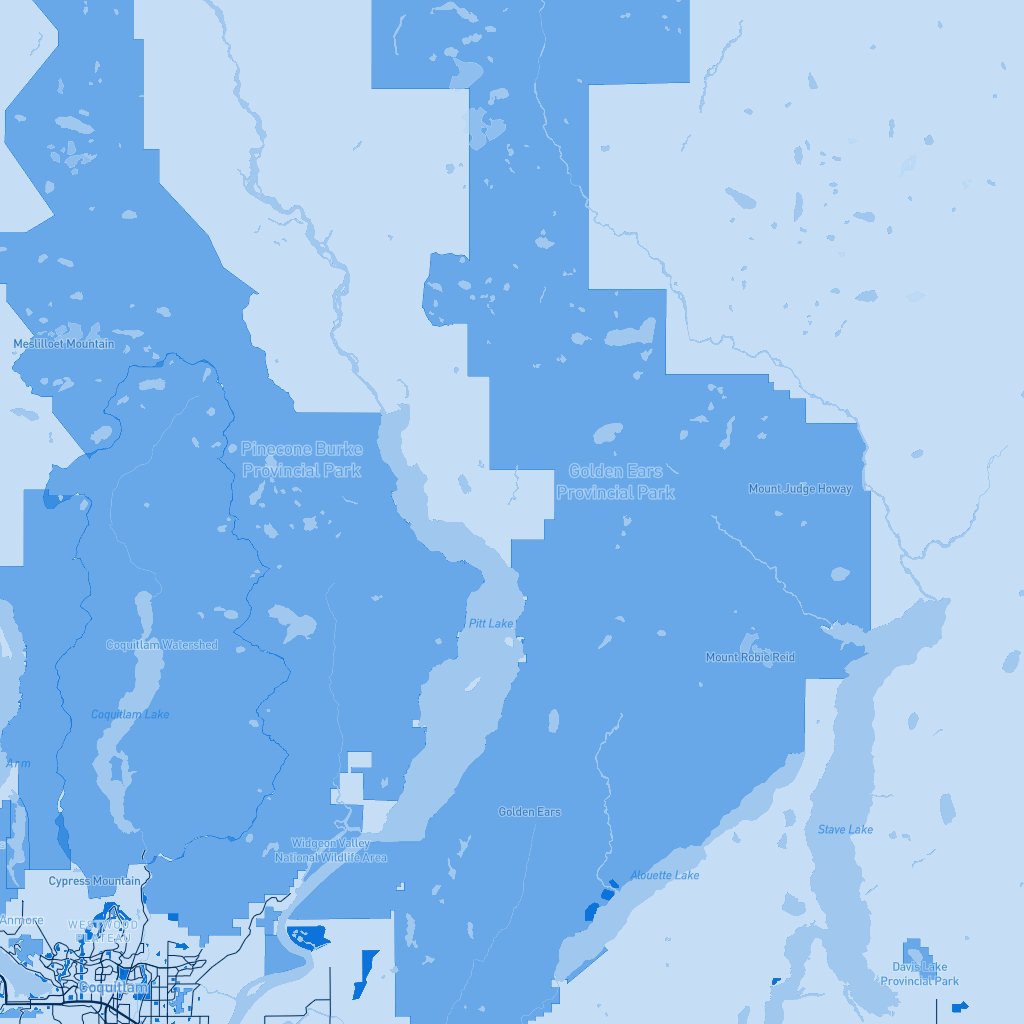 Meslilloet Mountain
Pinecone Burke
Provincial Park
Golden Ears
Provincial Park
Mount Judge Howay
Pitt Lake
Coquitlam Watershed
Mount Robie Reid
Coquitlam Lake
Arm
Golden Ears
Stave Lake
Widgeon Valley
National Wildlife Area
Alouette Lake
Cypress Mountain
Anmore
WESTWOOD
PLATEAU
Davis Lake
Provincial Park
Coquitlam